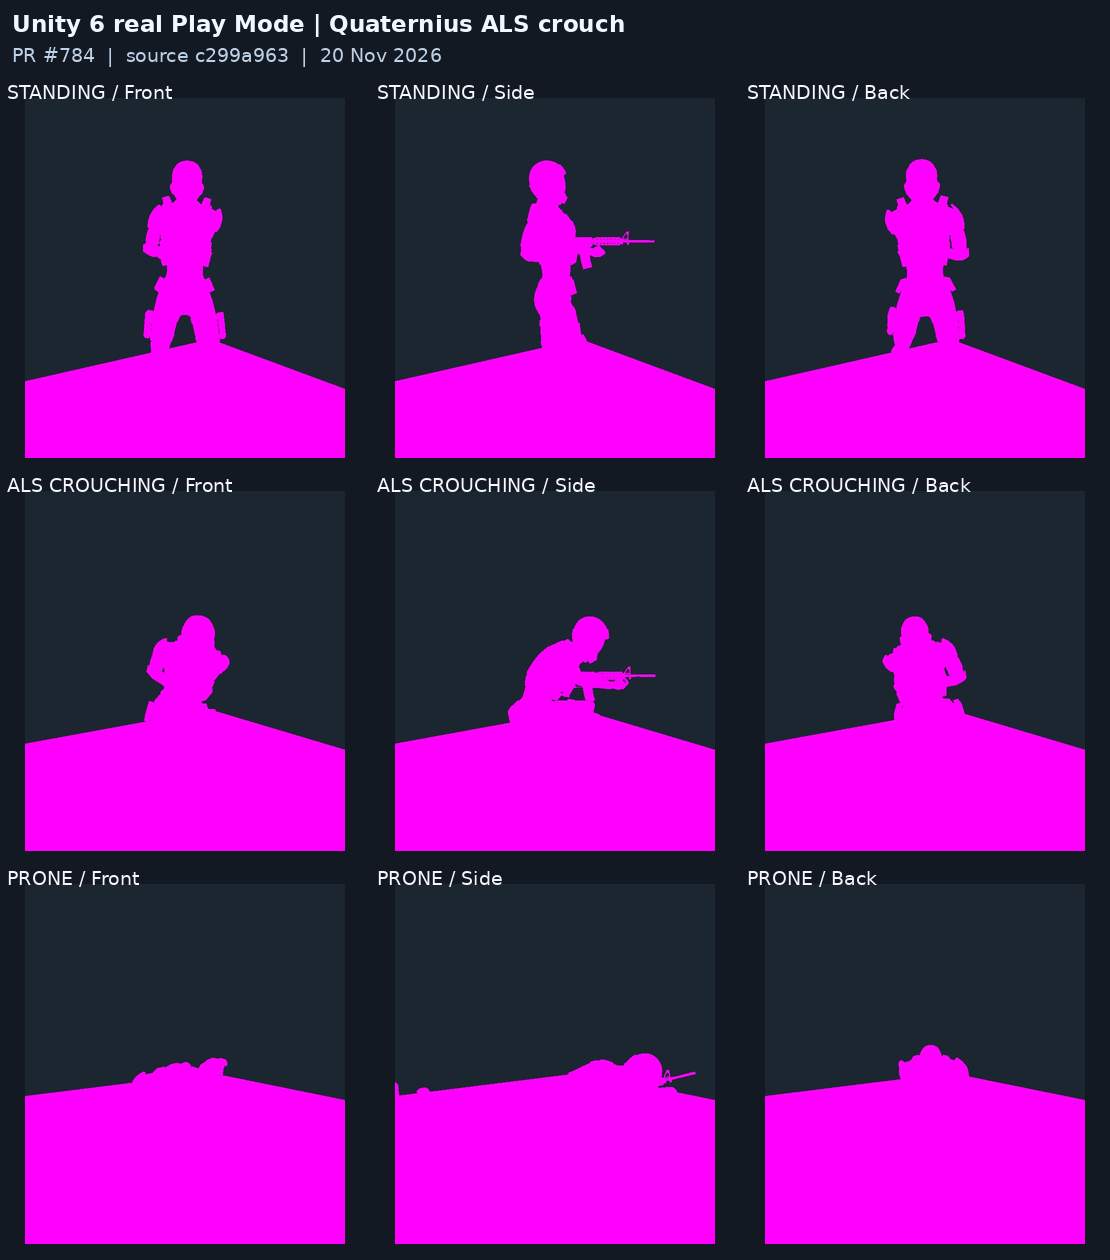 Unity 6 real Play Mode | Quaternius ALS crouch
PR #784 | source c299a963 | 20 Nov 2026
STANDING / Front
STANDING / Side
STANDING / Back
ALS CROUCHING / Front
ALS CROUCHING / Side
ALS CROUCHING / Back
PRONE / Front
PRONE / Side
PRONE / Back